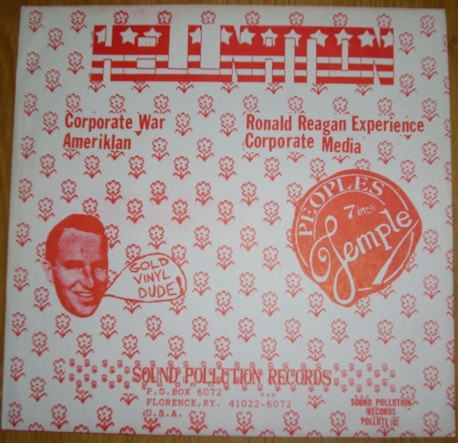 HELLNATION
Corporate War
Ameriklan
Ronald Reagan Experience
Corporate Media
PEOPLES
7 inch
Temple
GOLD
VINYL
DUDE!
SOUND POLLUTION RECORDS
P.O.BOX 6072
FLORENCE, KY. 41022-6072
U.S.A.
SOUND POLLUTION
RECORDS